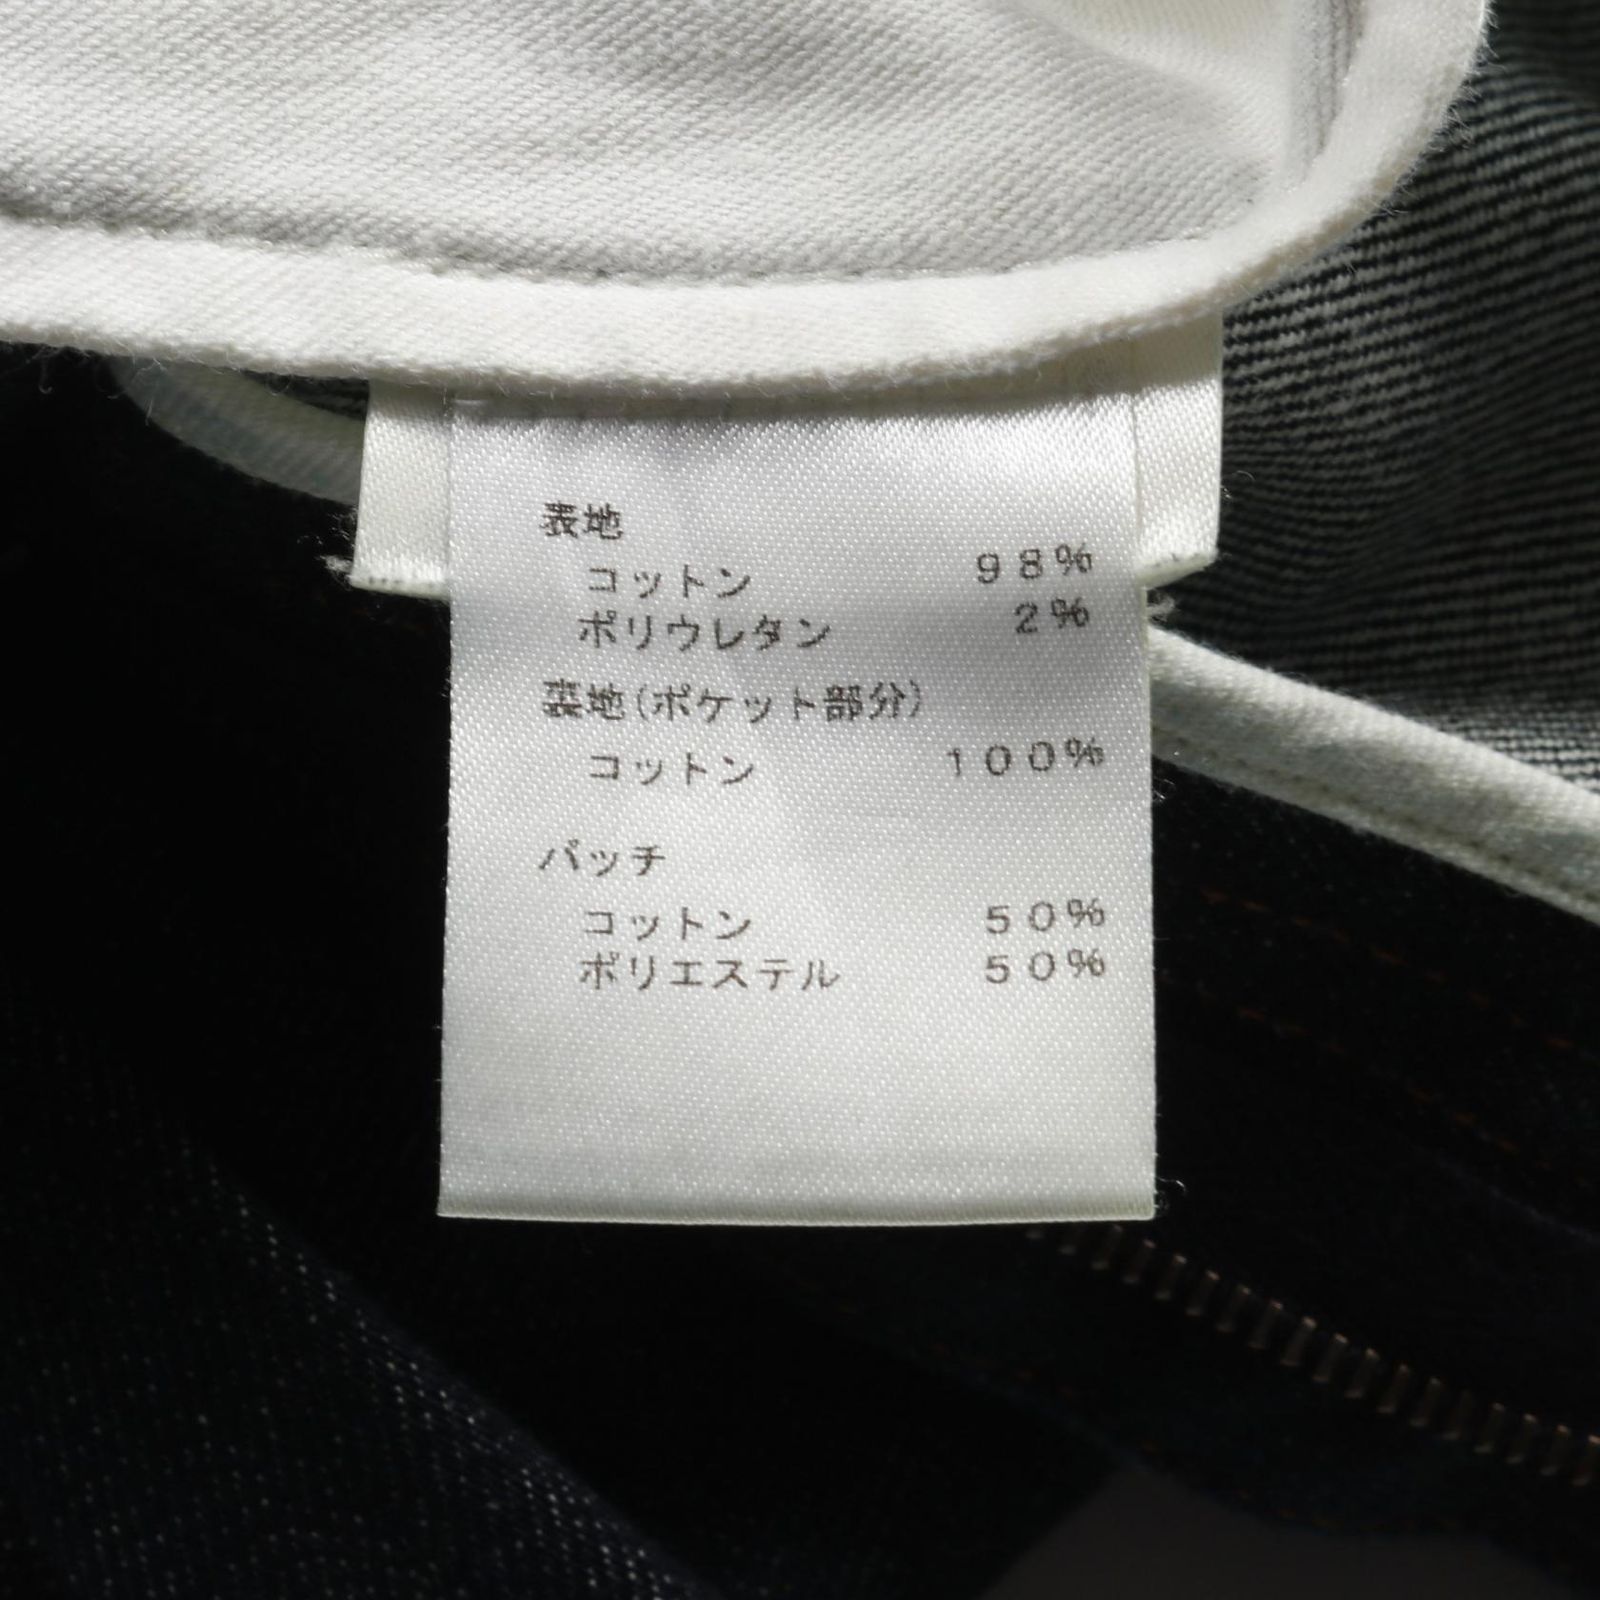 表地
コットン 98%
ポリウレタン 2%
裏地(ポケット部分)
コットン 100%
パッチ
コットン 50%
ポリエステル 50%